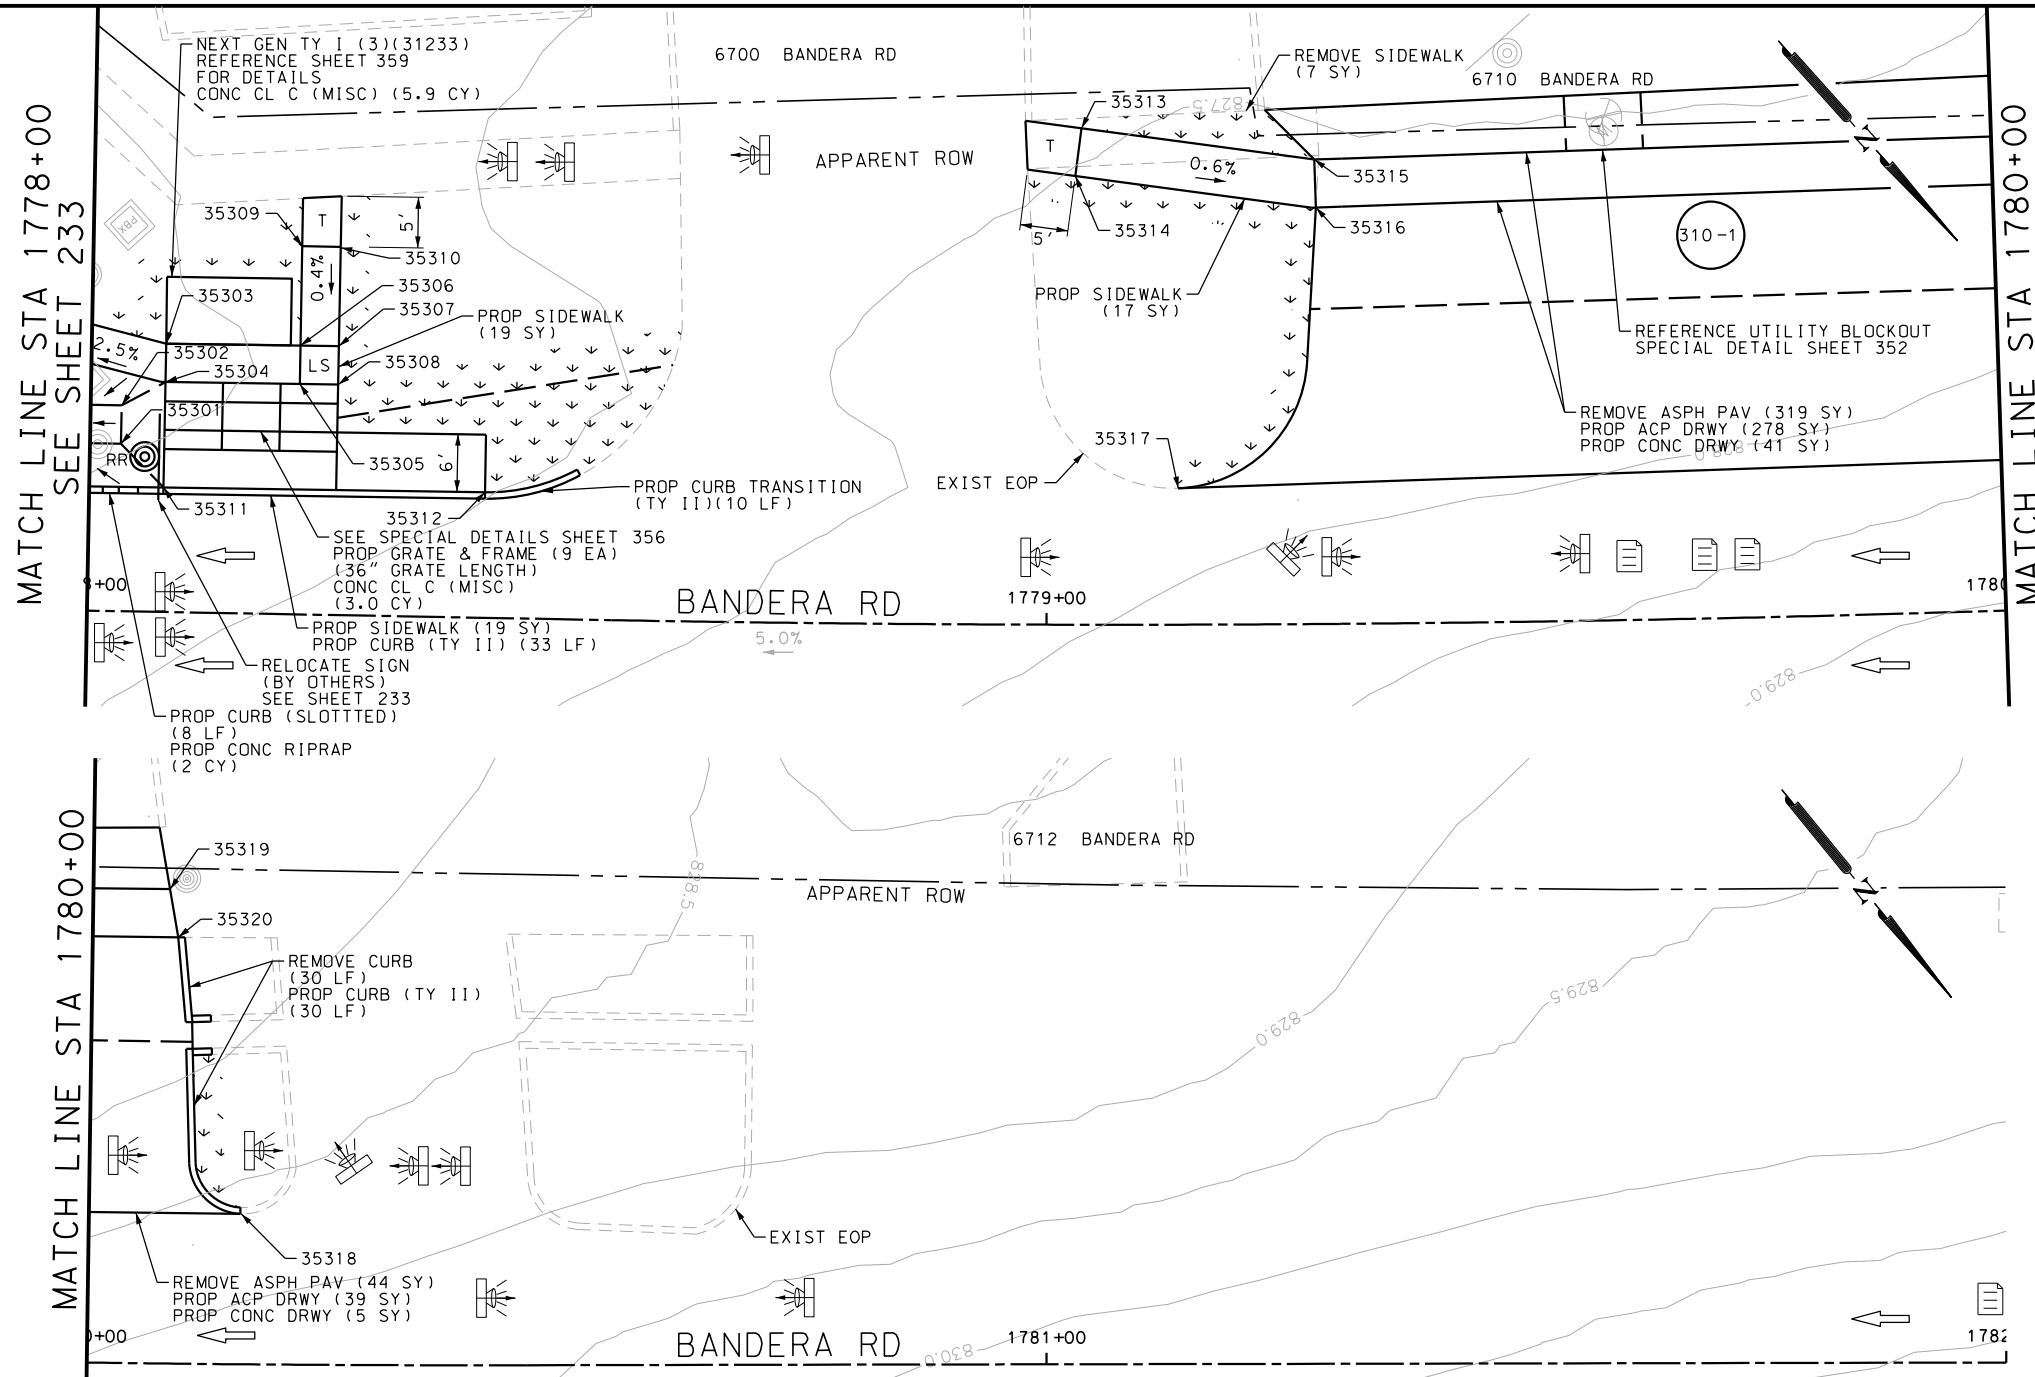 NEXT GEN TY I (3)(31233)
REFERENCE SHEET 359
FOR DETAILS
CONC CL C (MISC) (5.9 CY)
6700 BANDERA RD
REMOVE SIDEWALK
(7 SY)
6710 BANDERA RD
MATCH LINE STA 1778+00
SEE SHEET 233
MATCH LINE STA 1780+00
35313
827.5
T
APPARENT ROW
0.6%
35315
35309
T
5'
35310
0.4%
5'
35314
35316
310-1
PBX
35303
35306
35307
PROP SIDEWALK
(19 SY)
PROP SIDEWALK
(17 SY)
REFERENCE UTILITY BLOCKOUT
SPECIAL DETAIL SHEET 352
2.5%
35302
35304
LS
35308
35301
RR
35305
6'
35317
REMOVE ASPH PAV (319 SY)
PROP ACP DRWY (278 SY)
PROP CONC DRWY (41 SY)
828.0
EXIST EOP
PROP CURB TRANSITION
(TY II)(10 LF)
35311
35312
SEE SPECIAL DETAILS SHEET 356
PROP GRATE & FRAME (9 EA)
(36" GRATE LENGTH)
CONC CL C (MISC)
(3.0 CY)
+00
BANDERA RD
1779+00
1780
PROP SIDEWALK (19 SY)
PROP CURB (TY II) (33 LF)
5.0%
RELOCATE SIGN
(BY OTHERS)
SEE SHEET 233
829.0
PROP CURB (SLOTTTED)
(8 LF)
PROP CONC RIPRAP
(2 CY)
MATCH LINE STA 1780+00
35319
6712 BANDERA RD
828.5
APPARENT ROW
35320
REMOVE CURB
(30 LF)
PROP CURB (TY II)
(30 LF)
829.5
829.0
EXIST EOP
35318
REMOVE ASPH PAV (44 SY)
PROP ACP DRWY (39 SY)
PROP CONC DRWY (5 SY)
+00
BANDERA RD
830.0
1781+00
1782